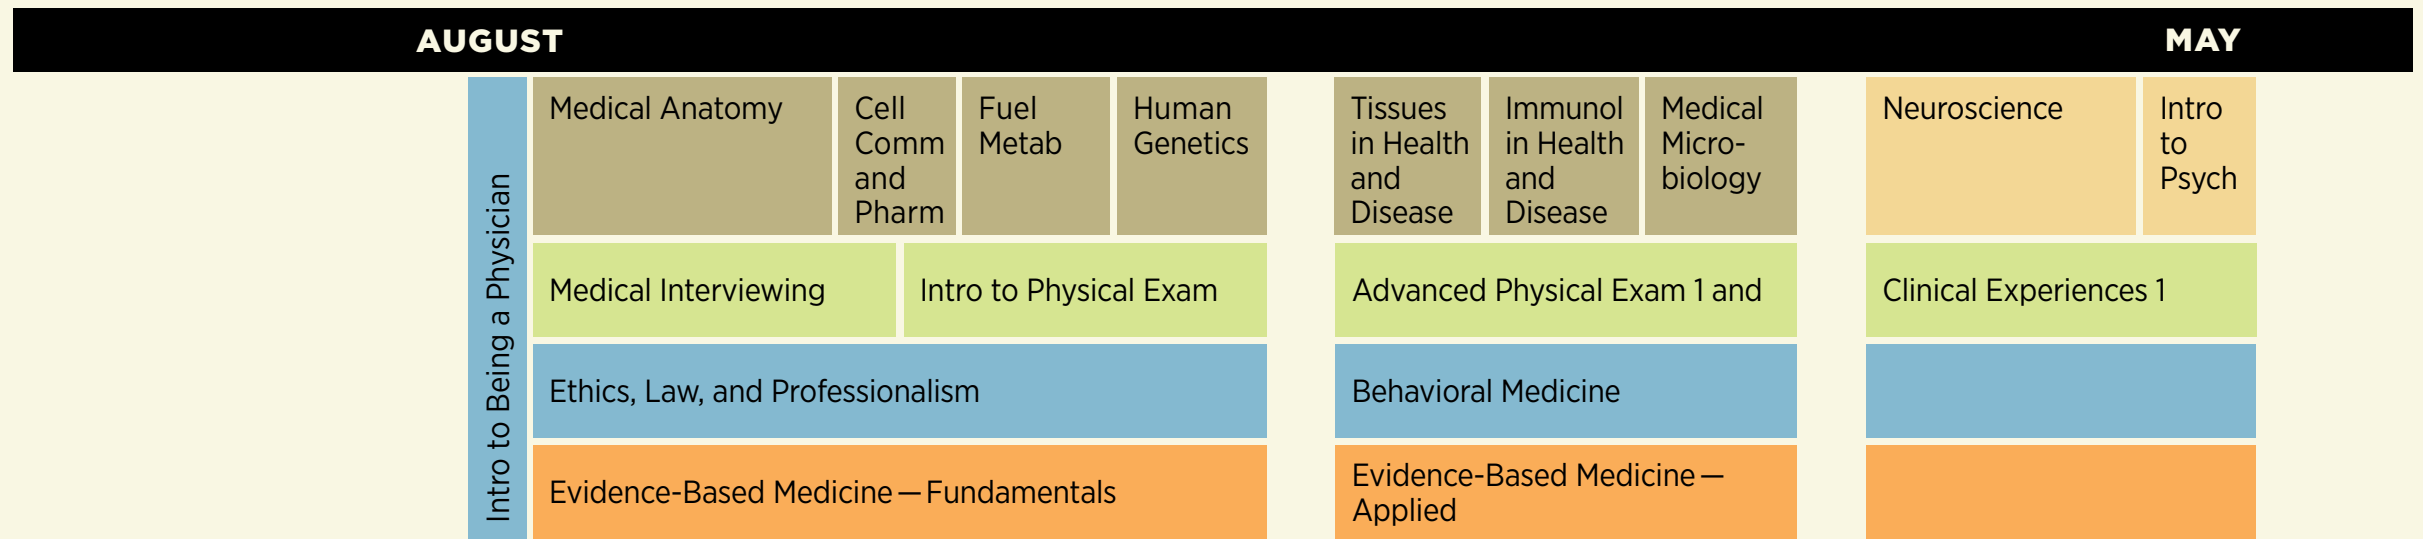 AUGUST
MAY
Intro to Being a Physician
Medical Anatomy
Cell
Comm
and
Pharm
Fuel
Metab
Human
Genetics
Tissues
in Health
and
Disease
Immunol
in Health
and
Disease
Medical
Micro-
biology
Neuroscience
Intro
to
Psych
Medical Interviewing
Intro to Physical Exam
Advanced Physical Exam 1 and
Clinical Experiences 1
Ethics, Law, and Professionalism
Behavioral Medicine
Evidence-Based Medicine — Fundamentals
Evidence-Based Medicine —
Applied